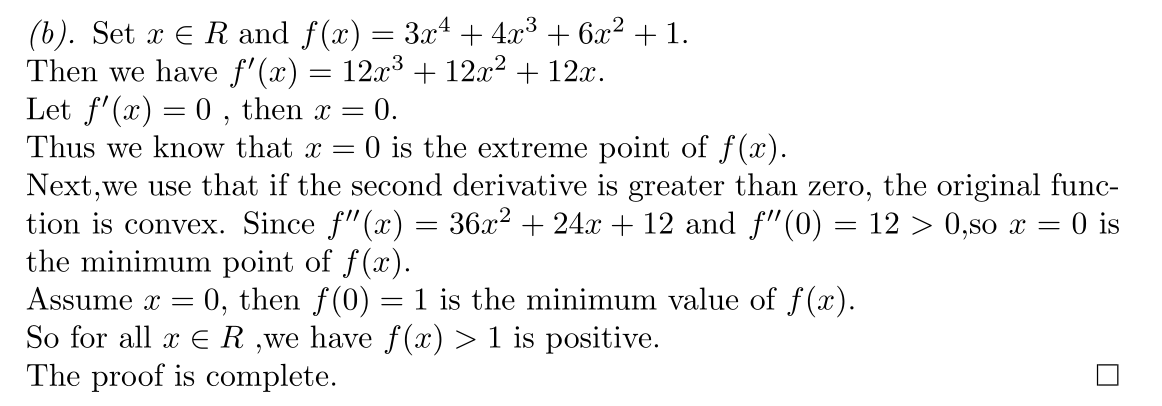 (b). Set x ∈ R and f(x) = 3x⁴ + 4x³ + 6x² + 1.
Then we have f′(x) = 12x³ + 12x² + 12x.
Let f′(x) = 0 , then x = 0.
Thus we know that x = 0 is the extreme point of f(x).
Next,we use that if the second derivative is greater than zero, the original func-
tion is convex. Since f′′(x) = 36x² + 24x + 12 and f′′(0) = 12 > 0,so x = 0 is
the minimum point of f(x).
Assume x = 0, then f(0) = 1 is the minimum value of f(x).
So for all x ∈ R ,we have f(x) > 1 is positive.
The proof is complete. □